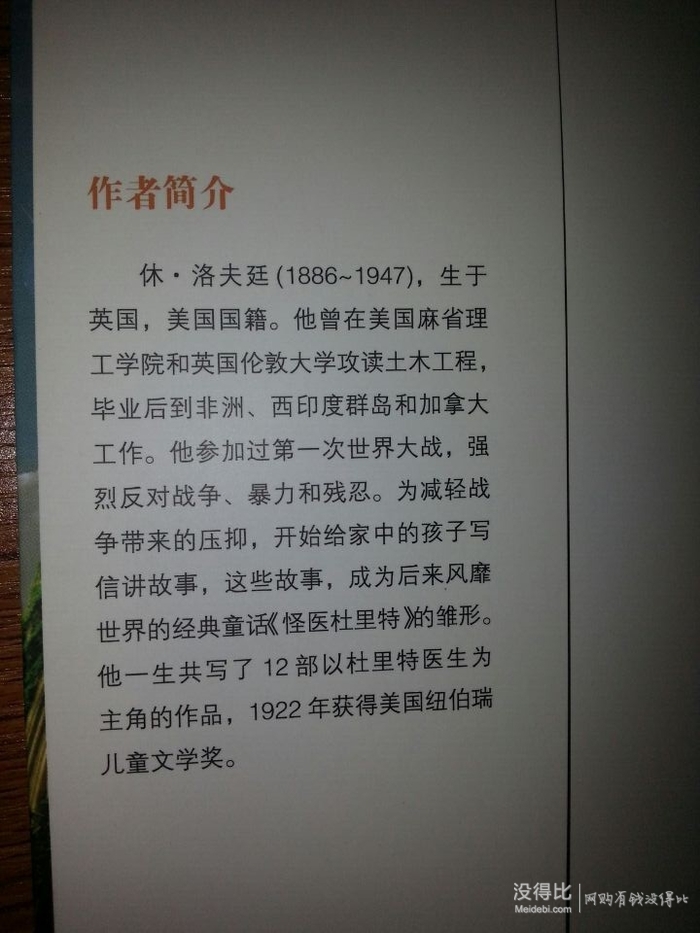 作者简介
休·洛夫廷(1886~1947)，生于
英国，美国国籍。他曾在美国麻省理
工学院和英国伦敦大学攻读土木工程，
毕业后到非洲、西印度群岛和加拿大
工作。他参加过第一次世界大战，强
烈反对战争、暴力和残忍。为减轻战
争带来的压抑，开始给家中的孩子写
信讲故事，这些故事，成为后来风靡
世界的经典童话《怪医杜里特》的雏形。
他一生共写了12部以杜里特医生为
主角的作品，1922年获得美国纽伯瑞
儿童文学奖。
没得比
Meidebi.com
网购有钱没得比